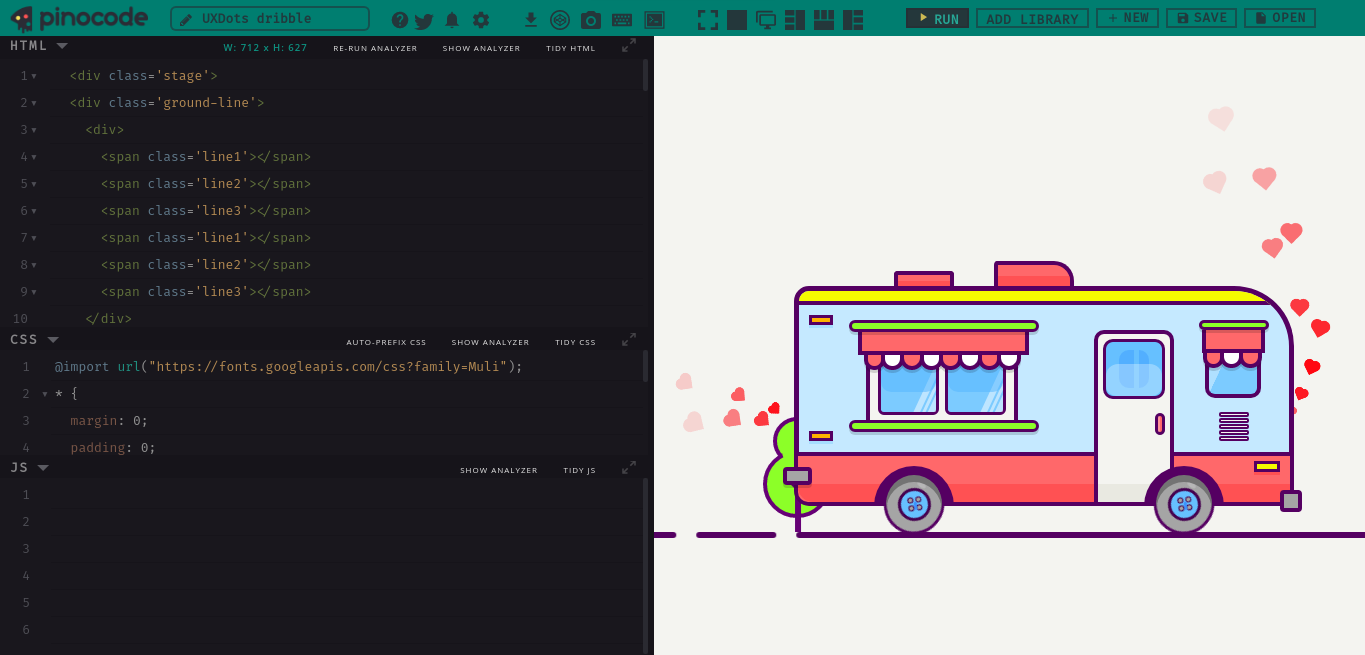 pinocode UXDots dribble RUN ADD LIBRARY + NEW SAVE OPEN
HTML W: 712 x H: 627 RE-RUN ANALYZER SHOW ANALYZER TIDY HTML
1 <div class='stage'>
2 <div class='ground-line'>
3 <div>
4 <span class='line1'></span>
5 <span class='line2'></span>
6 <span class='line3'></span>
7 <span class='line1'></span>
8 <span class='line2'></span>
9 <span class='line3'></span>
10 </div>
CSS AUTO-PREFIX CSS SHOW ANALYZER TIDY CSS
1 @import url("https://fonts.googleapis.com/css?family=Muli");
2 * {
3 margin: 0;
4 padding: 0;
JS SHOW ANALYZER TIDY JS
1
2
3
4
5
6